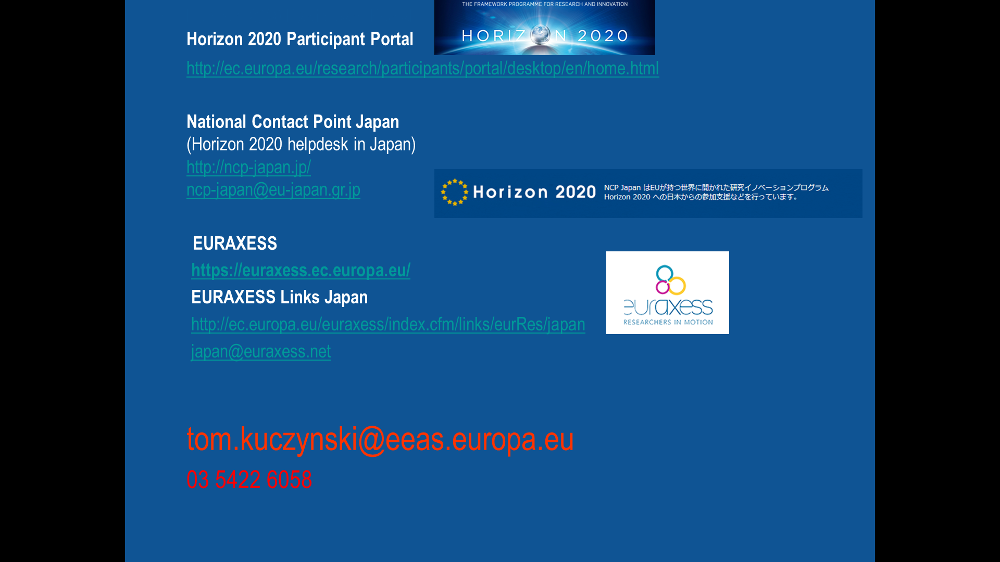 THE FRAMEWORK PROGRAMME FOR RESEARCH AND INNOVATION
HORIZON 2020
Horizon 2020 Participant Portal
http://ec.europa.eu/research/participants/portal/desktop/en/home.html
National Contact Point Japan
(Horizon 2020 helpdesk in Japan)
http://ncp-japan.jp/
ncp-japan@eu-japan.gr.jp
Horizon 2020
NCP Japan はEUが持つ世界に開かれた研究イノベーションプログラム
Horizon 2020 への日本からの参加支援などを行っています。
EURAXESS
https://euraxess.ec.europa.eu/
EURAXESS Links Japan
http://ec.europa.eu/euraxess/index.cfm/links/eurRes/japan
japan@euraxess.net
euraxess
RESEARCHERS IN MOTION
tom.kuczynski@eeas.europa.eu
03 5422 6058